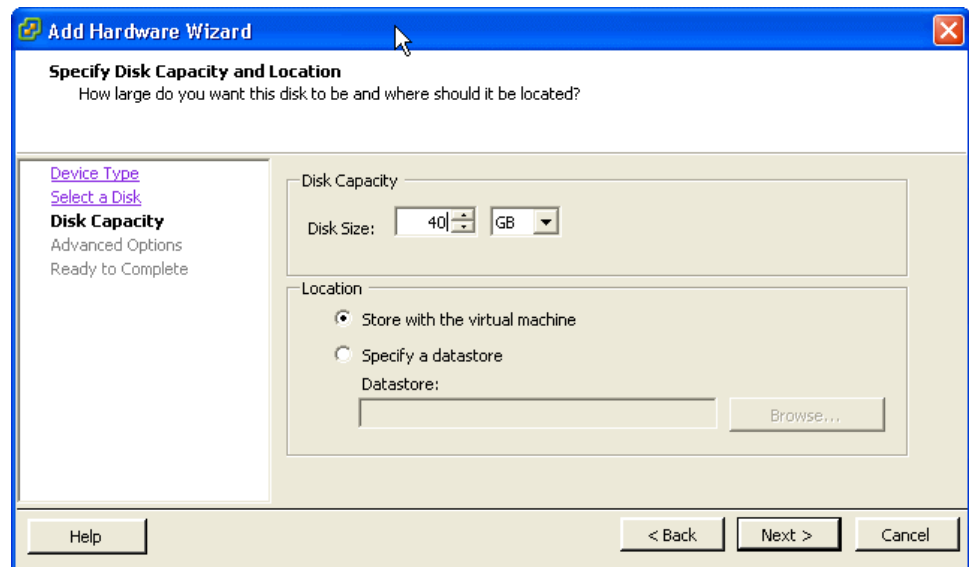 Add Hardware Wizard
Specify Disk Capacity and Location
How large do you want this disk to be and where should it be located?
Device Type
Select a Disk
Disk Capacity
Advanced Options
Ready to Complete
Disk Capacity
Disk Size: 40 GB
Location
Store with the virtual machine
Specify a datastore
Datastore:
Browse...
Help
< Back Next > Cancel